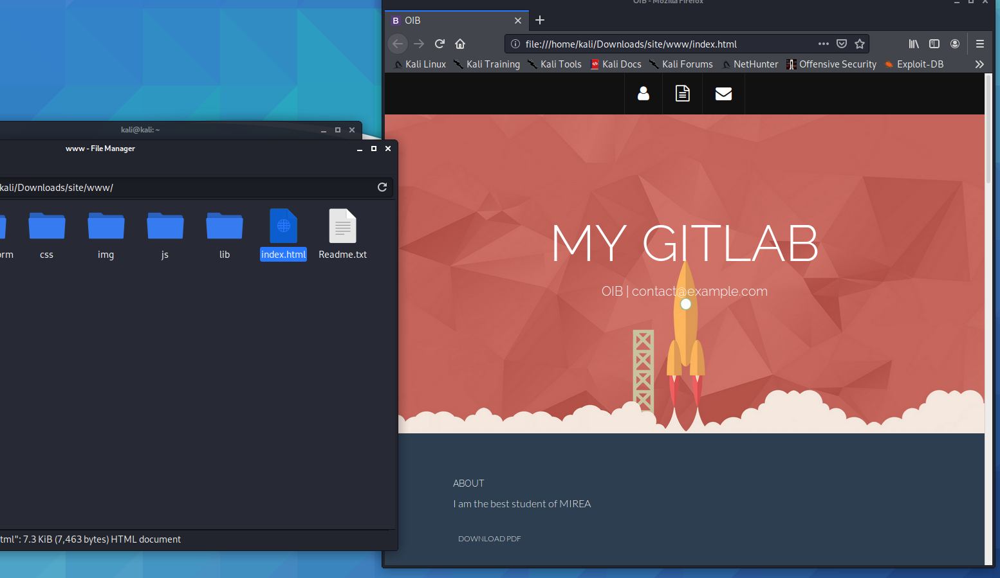 OIB - Mozilla Firefox
B OIB
file:///home/kali/Downloads/site/www/index.html
Kali Linux Kali Training Kali Tools Kali Docs Kali Forums NetHunter Offensive Security Exploit-DB
kali@kali: ~
www - File Manager
kali/Downloads/site/www/
css img js lib index.html Readme.txt
tml": 7.3 KiB (7,463 bytes) HTML document
MY GITLAB
OIB | contact@example.com
ABOUT
I am the best student of MIREA
DOWNLOAD PDF